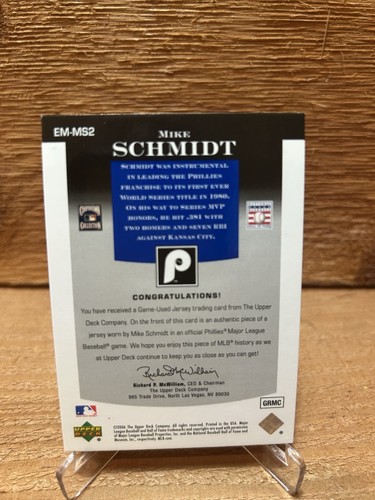 EM-MS2
MIKE
SCHMIDT
SCHMIDT WAS INSTRUMENTAL
IN LEADING THE PHILLIES
FRANCHISE TO ITS FIRST EVER
WORLD SERIES TITLE IN 1980.
ON HIS WAY TO SERIES MVP
HONORS, HE HIT .381 WITH
TWO HOMERS AND SEVEN RBI
AGAINST KANSAS CITY.
P
CONGRATULATIONS!
You have received a Game-Used Jersey trading card from The Upper
Deck Company. On the front of this card is an authentic piece of a
jersey worn by Mike Schmidt in an official Phillies® Major League
Baseball® game. We hope you enjoy this piece of MLB® history as we
at Upper Deck continue to keep you as close as you can get!
Richard McWilliam
Richard P. McWilliam, CEO & Chairman
The Upper Deck Company
985 Trade Drive, North Las Vegas, NV 89030
GRMC
UPPER DECK